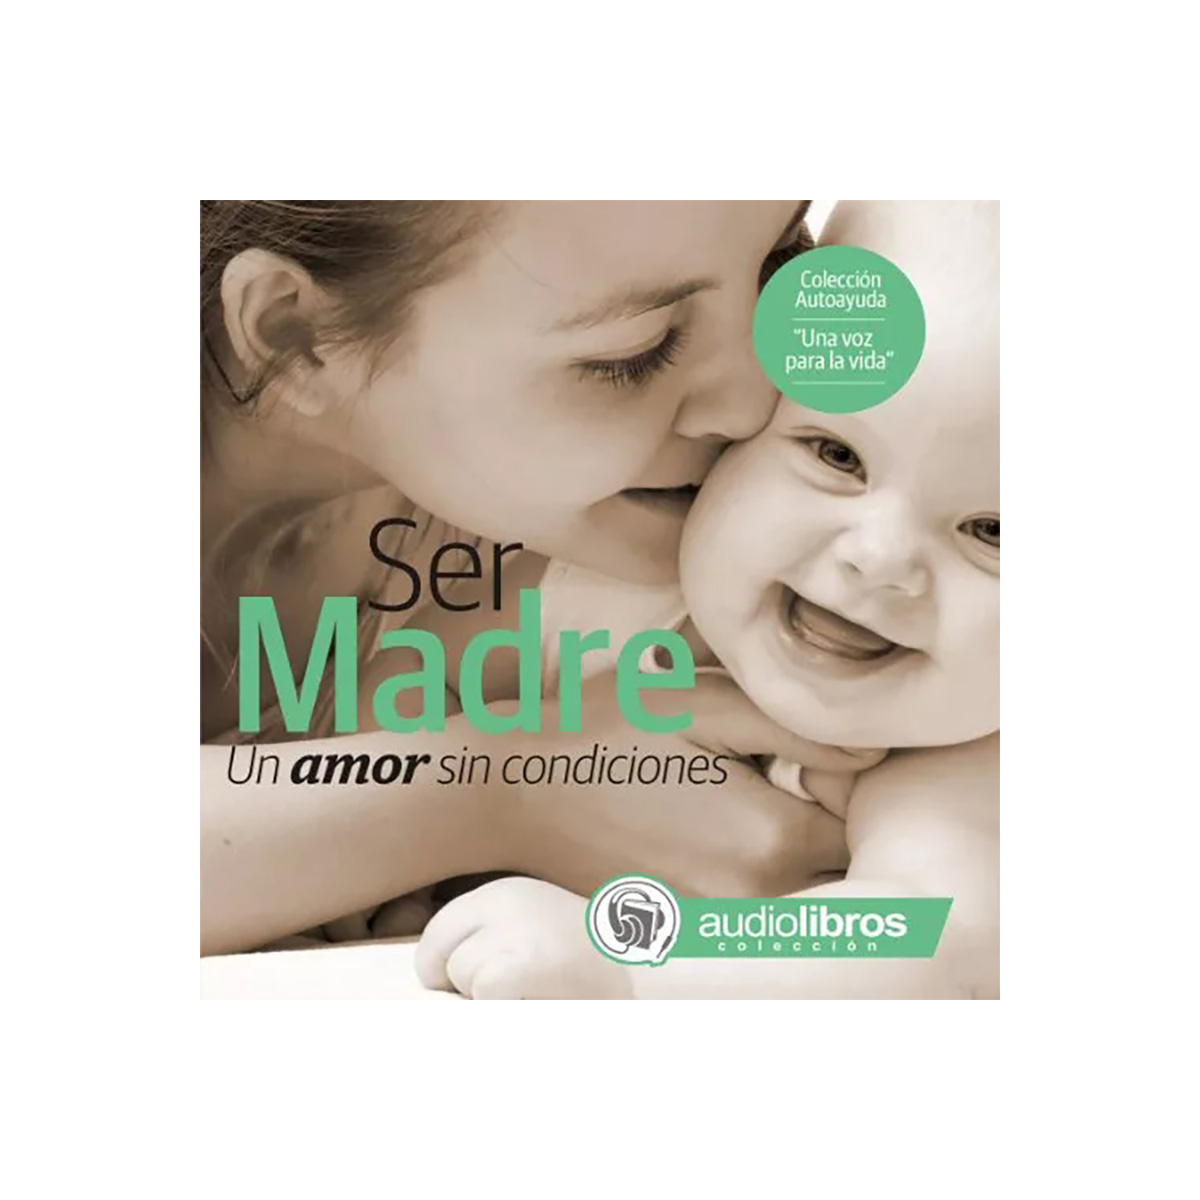 Colección
Autoayuda
"Una voz
para la vida"
Ser
Madre
Un amor sin condiciones
audiolibros
colección